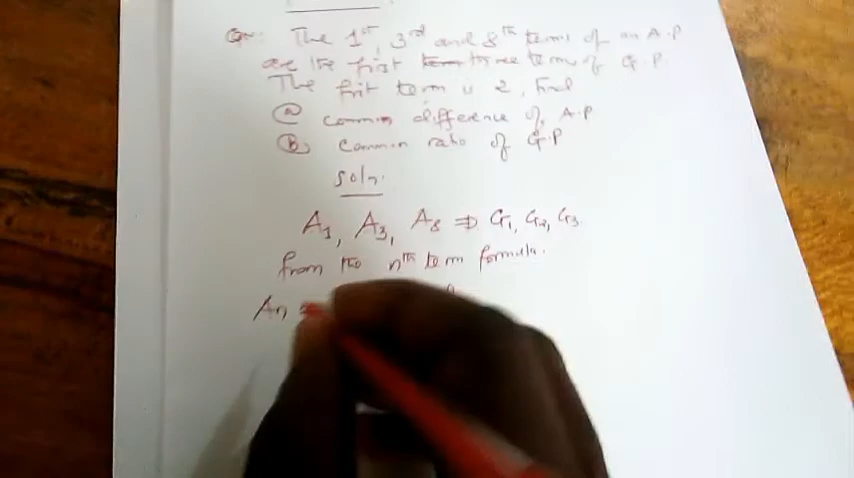 Qn: The 1st, 3rd and 8th terms of an A.P
are the first three terms of G.P.
The first term is 2, find
(a) common difference of A.P
(b) common ratio of G.P
soln.
A1, A3, A8 ⇒ G1, G2, G3
from the nth term formula.
An =